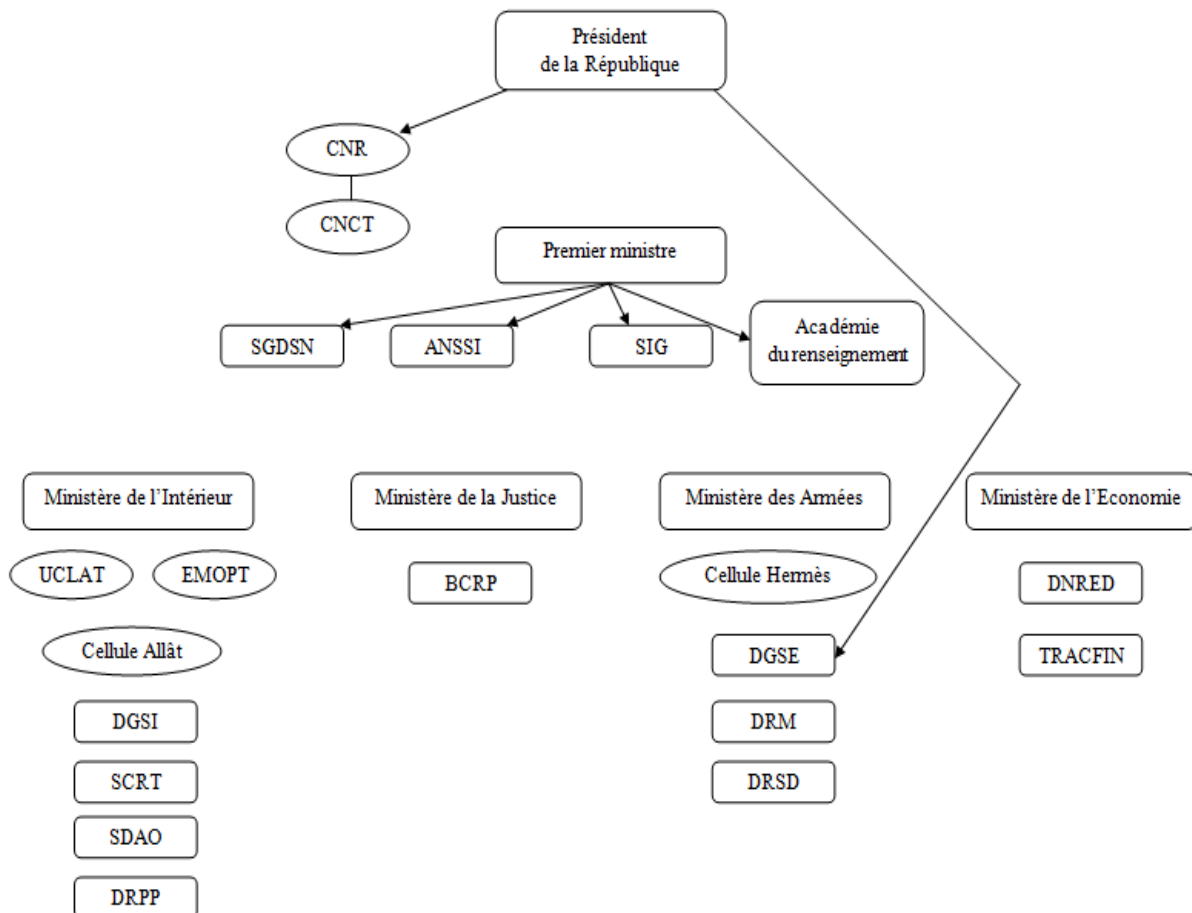 Président
de la République
CNR
CNCT
Premier ministre
SGDSN
ANSSI
SIG
Académie
du renseignement
Ministère de l'Intérieur
Ministère de la Justice
Ministère des Armées
Ministère de l'Economie
UCLAT
EMOPT
BCRP
Cellule Hermès
DNRED
Cellule Allât
DGSE
TRACFIN
DGSI
DRM
SCRT
DRSD
SDAO
DRPP